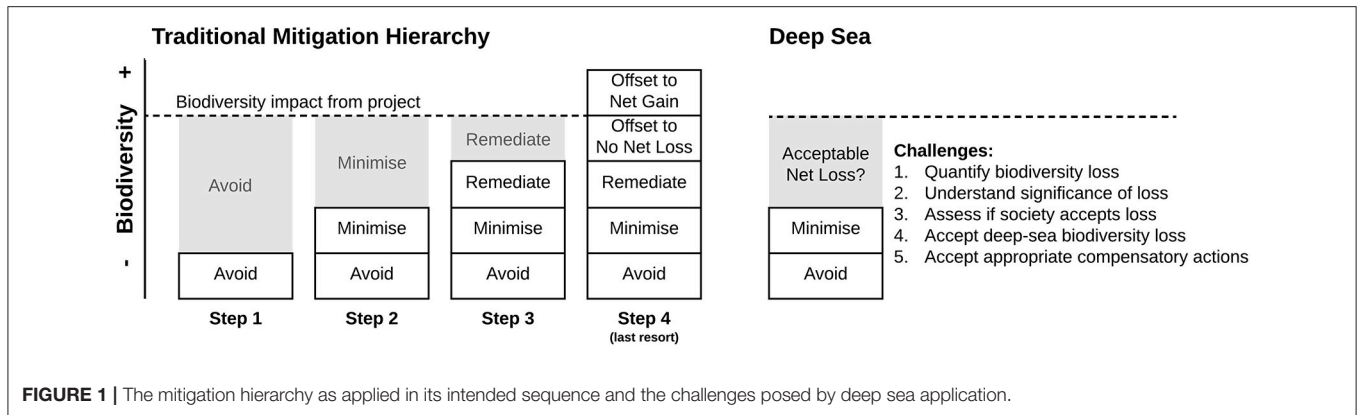 Traditional Mitigation Hierarchy
Deep Sea
+
Biodiversity
-
Biodiversity impact from project
Avoid
Avoid
Step 1
Minimise
Minimise
Avoid
Step 2
Remediate
Remediate
Minimise
Avoid
Step 3
Offset to
Net Gain
Offset to
No Net Loss
Remediate
Minimise
Avoid
Step 4
(last resort)
Acceptable
Net Loss?
Minimise
Avoid
Challenges:
1. Quantify biodiversity loss
2. Understand significance of loss
3. Assess if society accepts loss
4. Accept deep-sea biodiversity loss
5. Accept appropriate compensatory actions
FIGURE 1 | The mitigation hierarchy as applied in its intended sequence and the challenges posed by deep sea application.